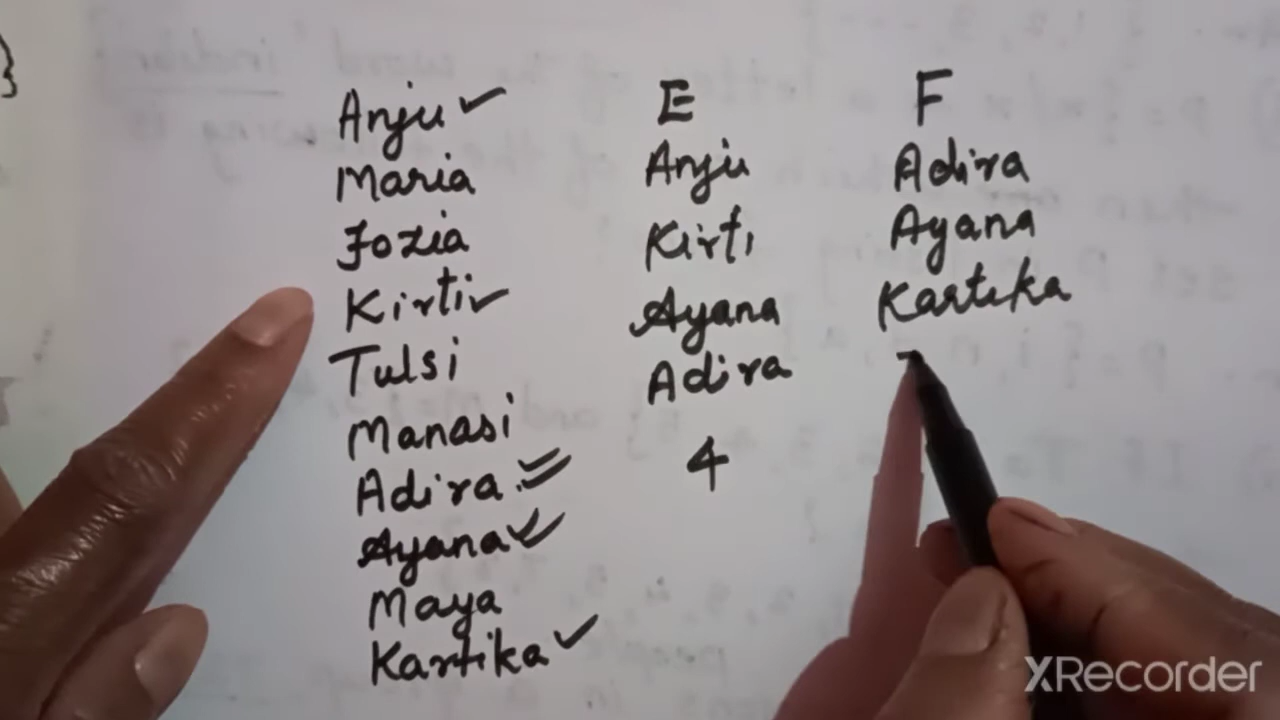 Anju
Maria
Fozia
Kirti
Tulsi
Manasi
Adira
Ayana
Maya
Kartika
E
Anju
Kirti
Ayana
Adira
4
F
Adira
Ayana
Kartika
XRecorder